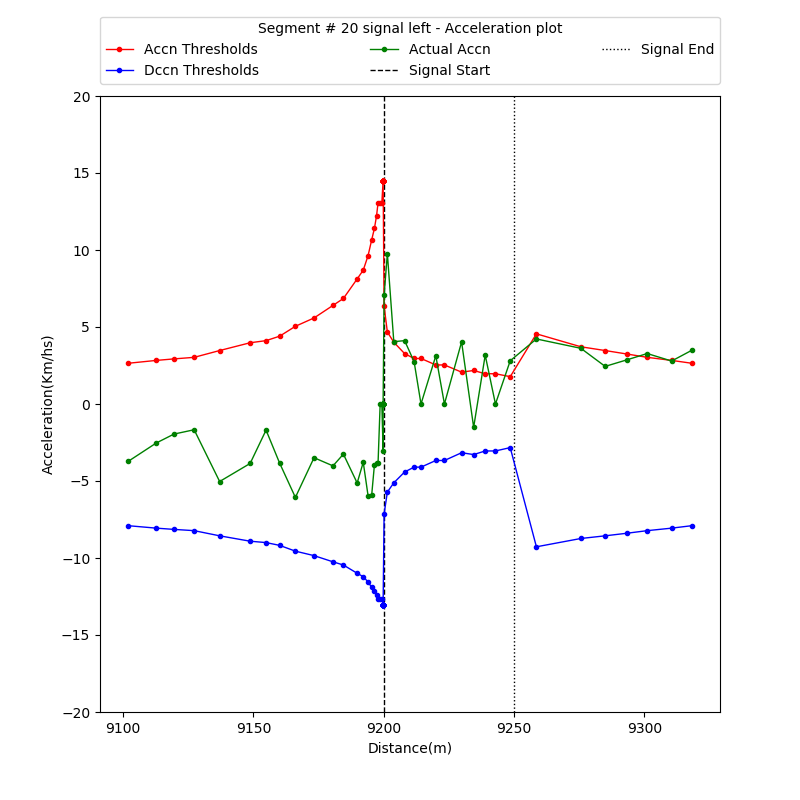 Segment # 20 signal left - Acceleration plot
Accn Thresholds Actual Accn Signal End
Dccn Thresholds Signal Start
20
15
10
5
0
−5
−10
−15
−20
Acceleration(Km/hs)
9100 9150 9200 9250 9300
Distance(m)